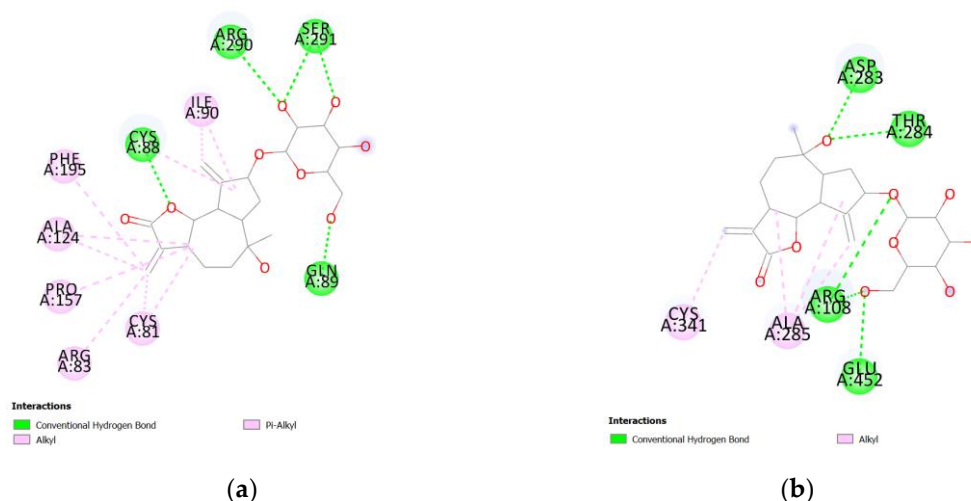 ARG
A:290
SER
A:291
ILE
A:90
CYS
A:88
PHE
A:195
ALA
A:124
PRO
A:157
ARG
A:83
CYS
A:81
GLN
A:89
O
O
O
O
O
O
O
O
O
Interactions
Conventional Hydrogen Bond
Alkyl
Pi-Alkyl
(a)
ASP
A:283
THR
A:284
CYS
A:341
ALA
A:285
ARG
A:108
GLU
A:452
O
O
O
O
O
O
O
O
Interactions
Conventional Hydrogen Bond
Alkyl
(b)